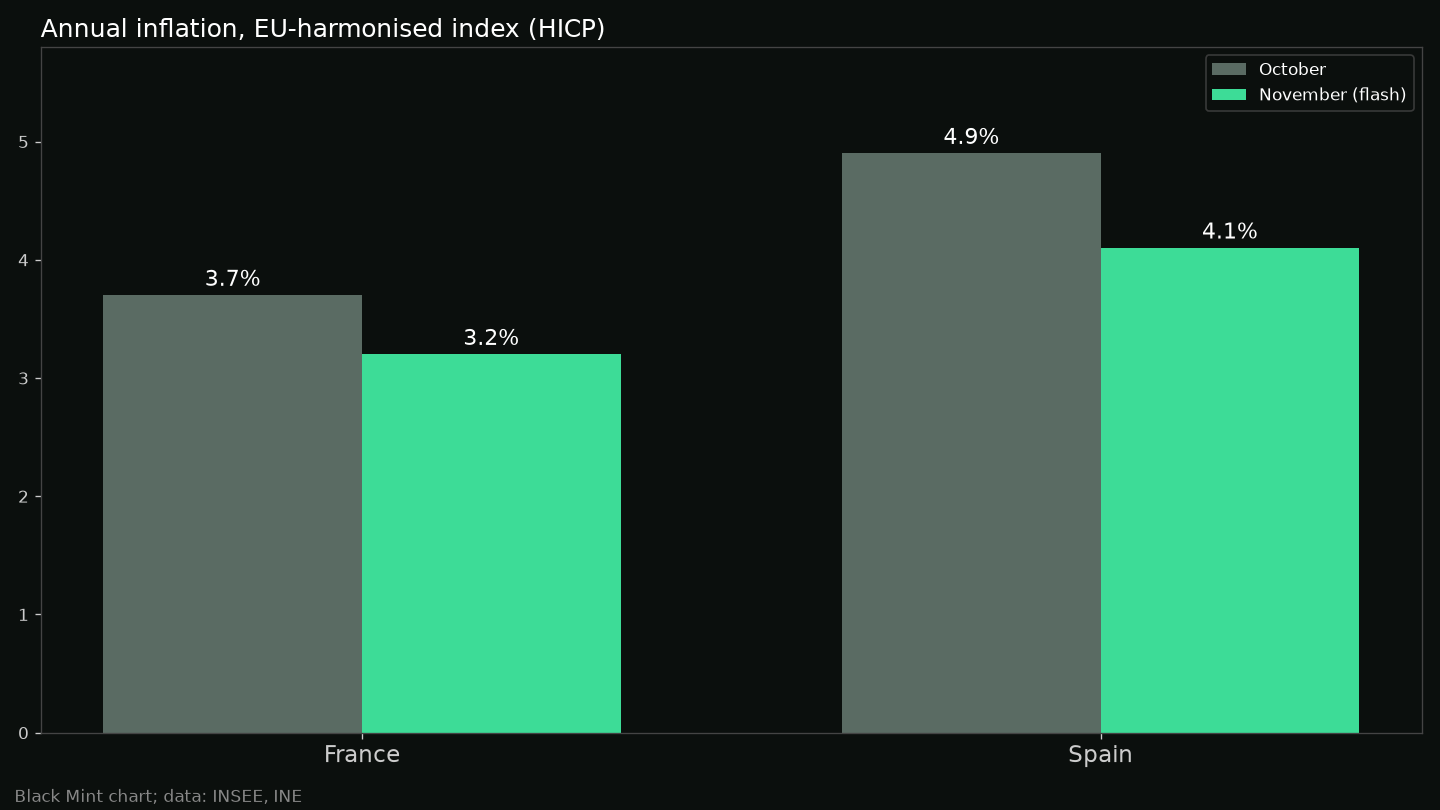 Annual inflation, EU-harmonised index (HICP)
October
November (flash)
5
4
3
2
1
0
3.7%
3.2%
4.9%
4.1%
France
Spain
Black Mint chart; data: INSEE, INE